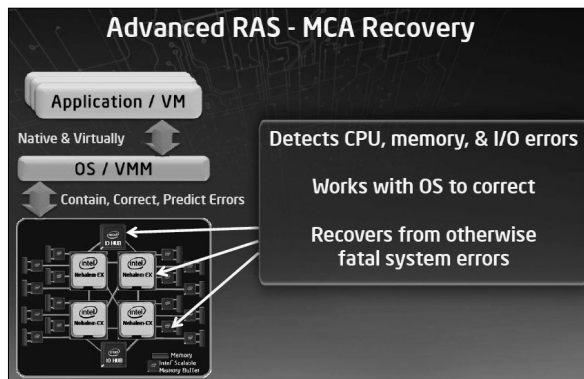 Advanced RAS - MCA Recovery
Application / VM
Native & Virtually
OS / VMM
Contain, Correct, Predict Errors
Detects CPU, memory, & I/O errors
Works with OS to correct
Recovers from otherwise
fatal system errors
IO HUB
intel
Nehalem-EX
intel
Nehalem-EX
intel
Nehalem-EX
intel
Nehalem-EX
IO HUB
Memory
Intel Scalable
Memory Buffer